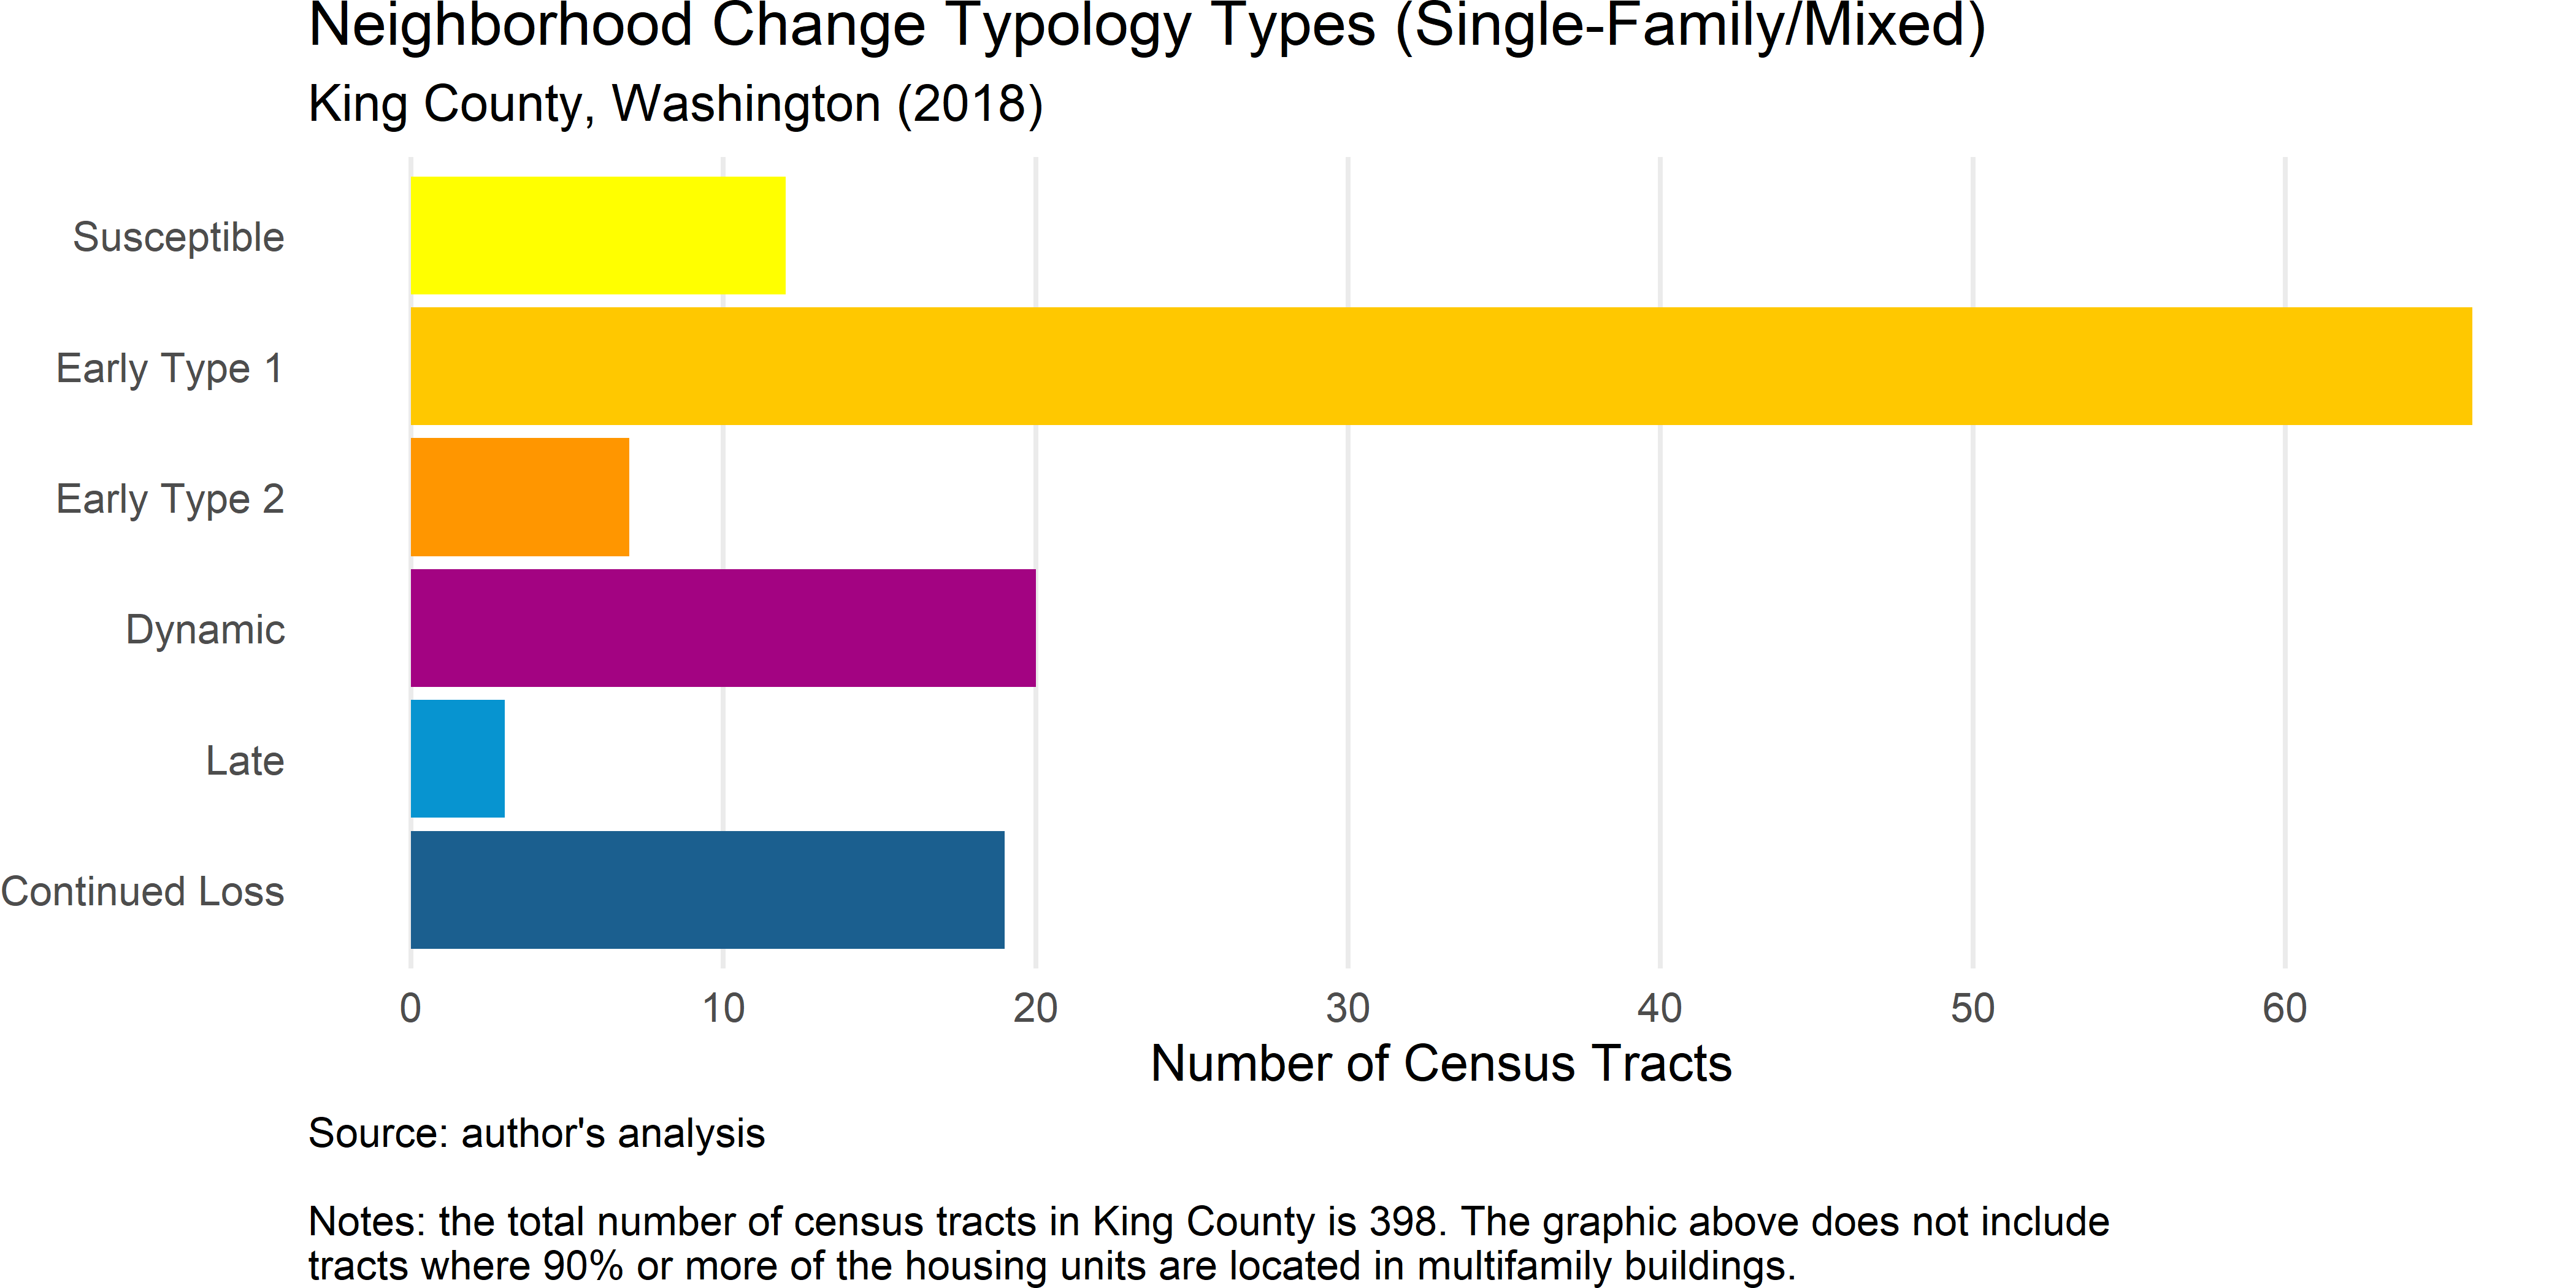 Neighborhood Change Typology Types (Single-Family/Mixed)
King County, Washington (2018)
Susceptible
Early Type 1
Early Type 2
Dynamic
Late
Continued Loss
0 10 20 30 40 50 60
Number of Census Tracts
Source: author's analysis
Notes: the total number of census tracts in King County is 398. The graphic above does not include
tracts where 90% or more of the housing units are located in multifamily buildings.